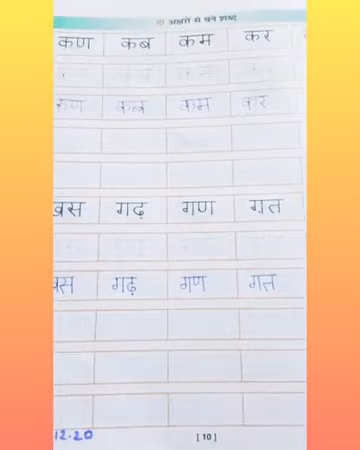 दो अक्षरों से बने शब्द
कण कब कम कर
कण कब कम कर
खस गढ़ गण गत
खस गढ़ गण गत
12.20 [ 10 ]